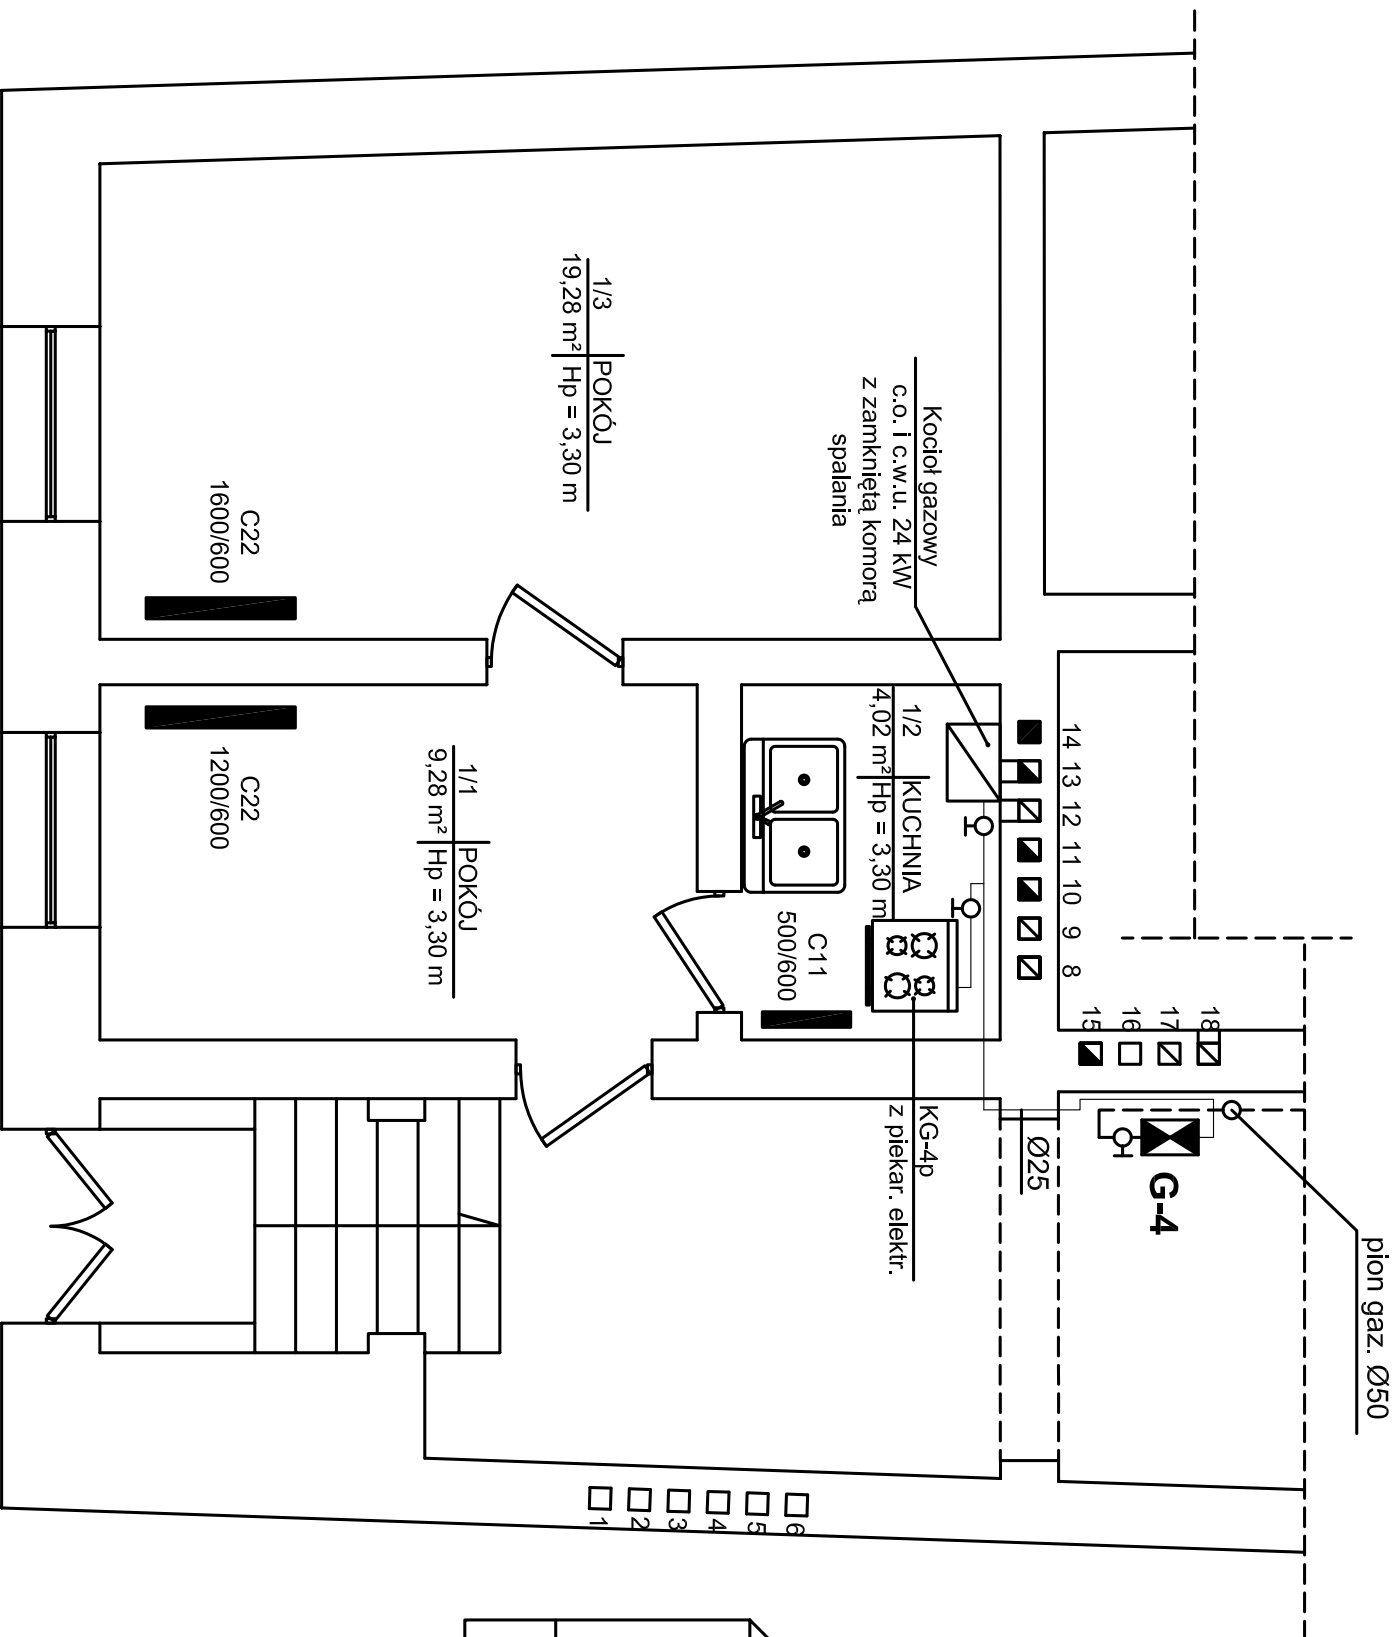 pion gaz. Ø50
G-4
Ø25
18
17
16
15
14
13
12
11
10
9
8
Kocioł gazowy
c.o. i c.w.u. 24 kW
z zamkniętą komorą
spalania
1/2 KUCHNIA
4,02 m² Hp = 3,30 m
KG-4p
z piekar. elektr.
C11
500/600
1/3 POKÓJ
19,28 m² Hp = 3,30 m
1/1 POKÓJ
9,28 m² Hp = 3,30 m
C22
1600/600
C22
1200/600
6
5
4
3
2
1